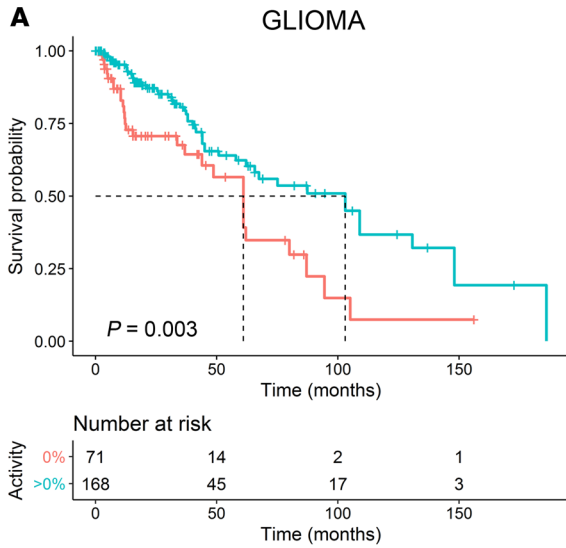 A
GLIOMA
Survival probability
1.00
0.75
0.50
0.25
0.00
P = 0.003
0 50 100 150
Time (months)
Number at risk
Activity
0% 71 14 2 1
>0% 168 45 17 3
0 50 100 150
Time (months)